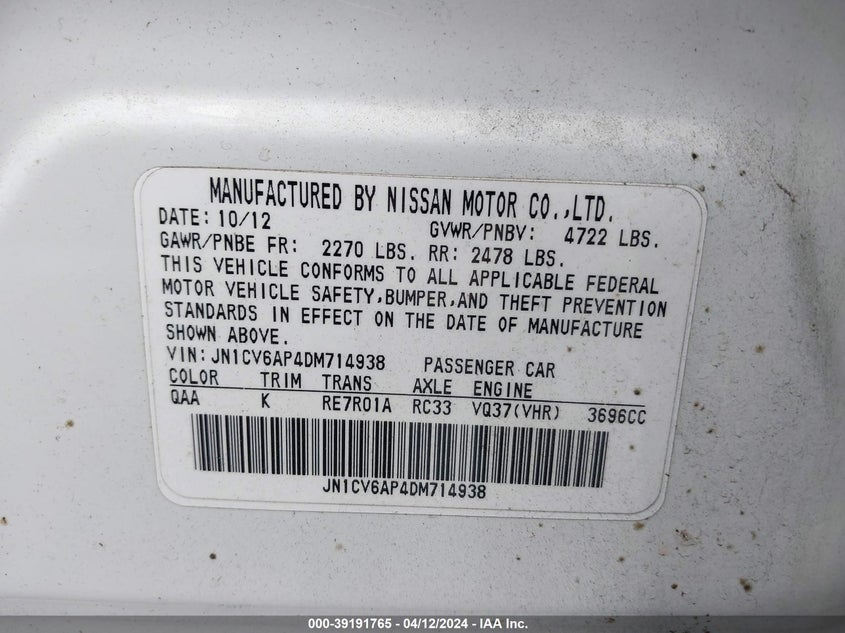 MANUFACTURED BY NISSAN MOTOR CO.,LTD.
DATE: 10/12 GVWR/PNBV: 4722 LBS.
GAWR/PNBE FR: 2270 LBS. RR: 2478 LBS.
THIS VEHICLE CONFORMS TO ALL APPLICABLE FEDERAL
MOTOR VEHICLE SAFETY,BUMPER,AND THEFT PREVENTION
STANDARDS IN EFFECT ON THE DATE OF MANUFACTURE
SHOWN ABOVE.
VIN:JN1CV6AP4DM714938 PASSENGER CAR
COLOR TRIM TRANS AXLE ENGINE
QAA K RE7R01A RC33 VQ37(VHR) 3696CC
JN1CV6AP4DM714938
000-39191765 - 04/12/2024 - IAA Inc.